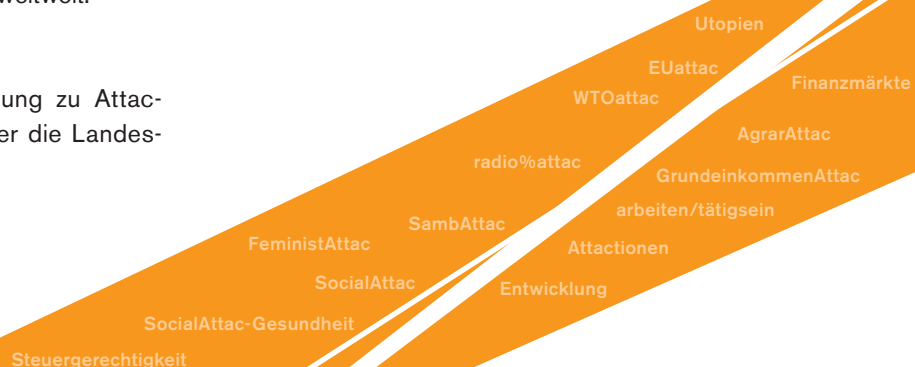 weltweit.
ung zu Attac-
er die Landes-
Utopien
EUattac
Finanzmärkte
WTOattac
AgrarAttac
radio%attac
GrundeinkommenAttac
arbeiten/tätigsein
SambAttac
FeministAttac
Attactionen
SocialAttac
Entwicklung
SocialAttac-Gesundheit
Steuergerechtigkeit